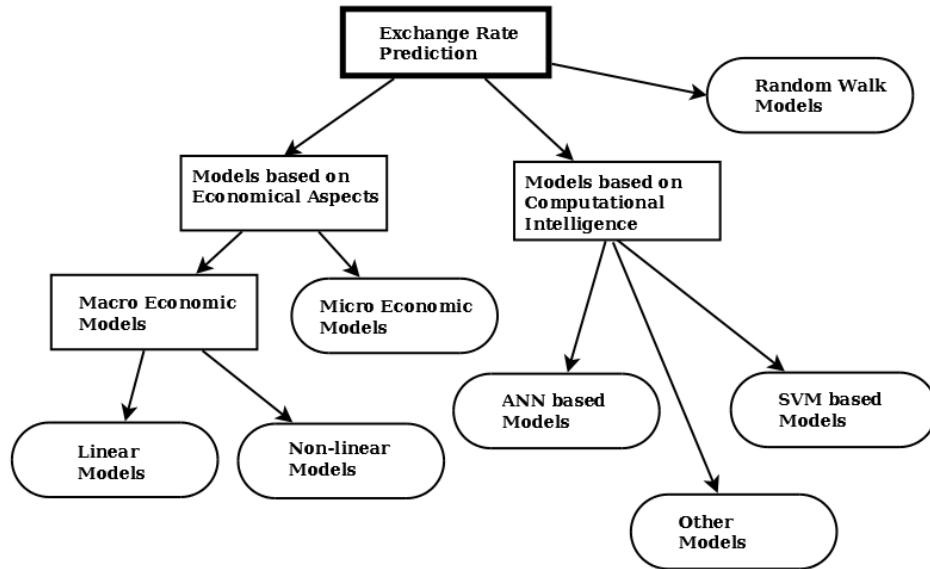 Exchange Rate
Prediction
Random Walk
Models
Models based on
Economical Aspects
Models based on
Computational
Intelligence
Macro Economic
Models
Micro Economic
Models
ANN based
Models
SVM based
Models
Linear
Models
Non-linear
Models
Other
Models